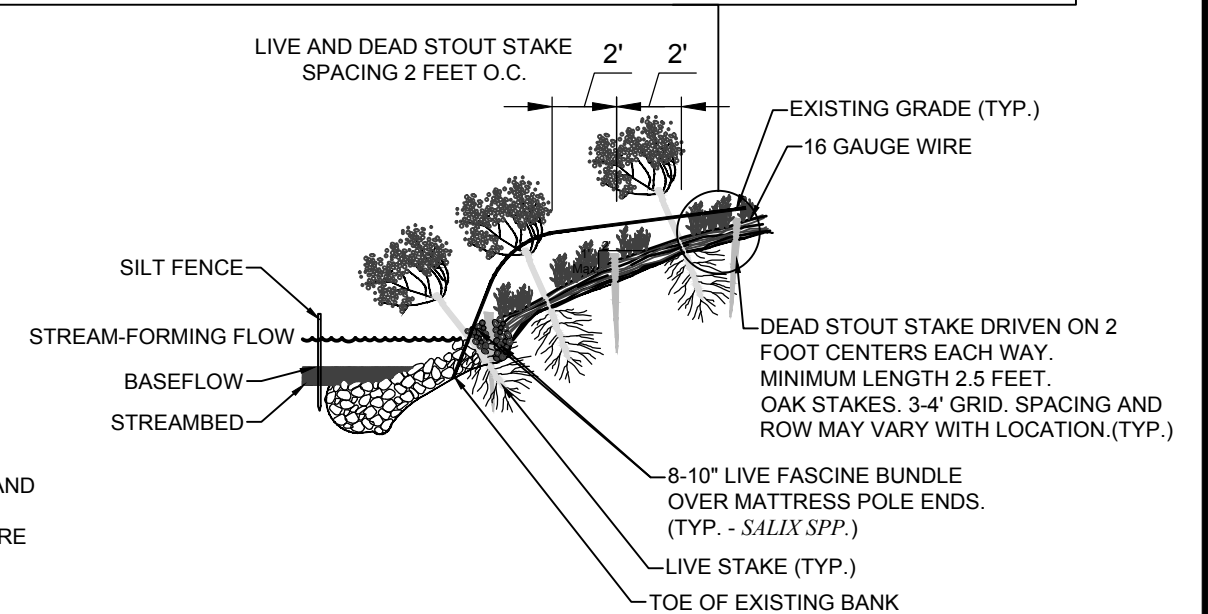 LIVE AND DEAD STOUT STAKE
SPACING 2 FEET O.C.
2'
2'
EXISTING GRADE (TYP.)
16 GAUGE WIRE
SILT FENCE
STREAM-FORMING FLOW
BASEFLOW
STREAMBED
Max
DEAD STOUT STAKE DRIVEN ON 2
FOOT CENTERS EACH WAY.
MINIMUM LENGTH 2.5 FEET.
OAK STAKES. 3-4' GRID. SPACING AND
ROW MAY VARY WITH LOCATION.(TYP.)
AND
RE
8-10" LIVE FASCINE BUNDLE
OVER MATTRESS POLE ENDS.
(TYP. - SALIX SPP.)
LIVE STAKE (TYP.)
TOE OF EXISTING BANK